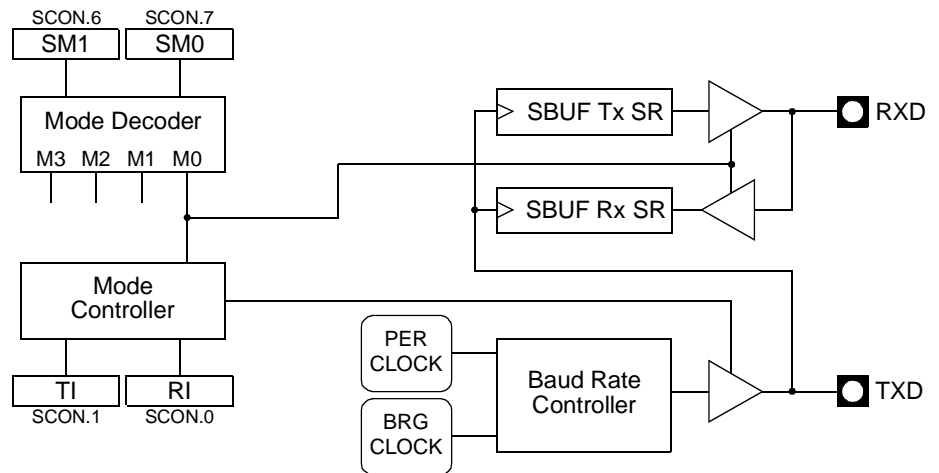 SCON.6
SCON.7
SM1
SM0
Mode Decoder
M3
M2
M1
M0
SBUF Tx SR
RXD
SBUF Rx SR
Mode
Controller
TI
RI
SCON.1
SCON.0
PER
CLOCK
BRG
CLOCK
Baud Rate
Controller
TXD